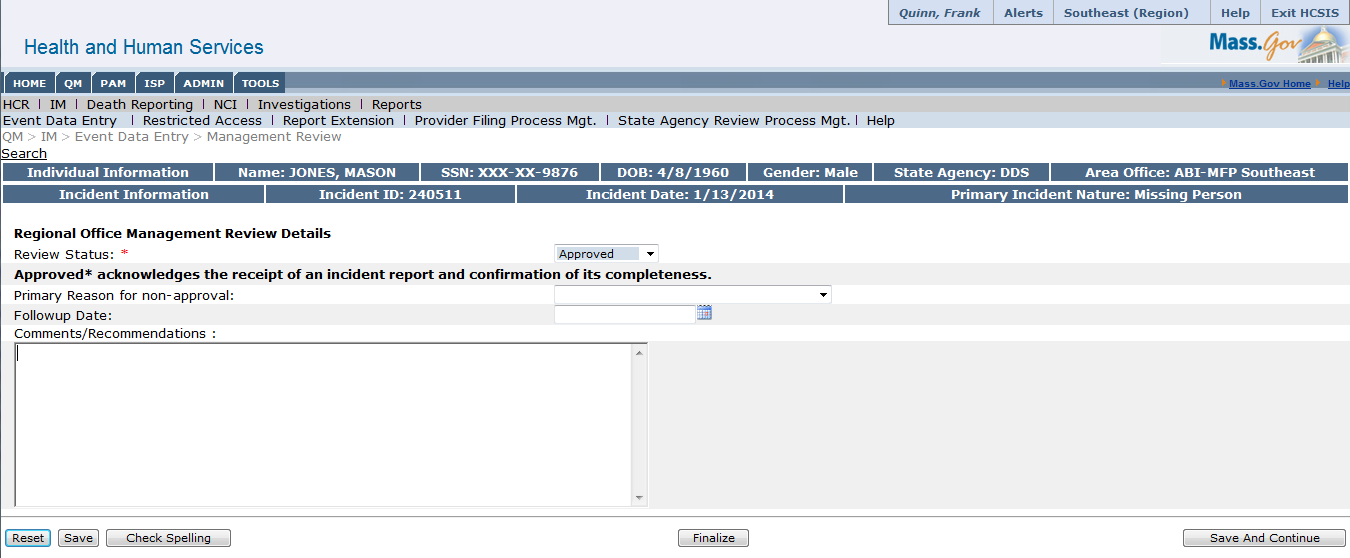 Quinn, Frank Alerts Southeast (Region) Help Exit HCSIS
Health and Human Services
Mass.Gov
HOME QM PAM ISP ADMIN TOOLS
Mass.Gov Home Help
HCR | IM | Death Reporting | NCI | Investigations | Reports
Event Data Entry | Restricted Access | Report Extension | Provider Filing Process Mgt. | State Agency Review Process Mgt. | Help
QM > IM > Event Data Entry > Management Review
Search
Individual Information Name: JONES, MASON SSN: XXX-XX-9876 DOB: 4/8/1960 Gender: Male State Agency: DDS Area Office: ABI-MFP Southeast
Incident Information Incident ID: 240511 Incident Date: 1/13/2014 Primary Incident Nature: Missing Person
Regional Office Management Review Details
Review Status: * Approved
Approved* acknowledges the receipt of an incident report and confirmation of its completeness.
Primary Reason for non-approval:
Followup Date:
Comments/Recommendations :
Reset Save Check Spelling Finalize Save And Continue